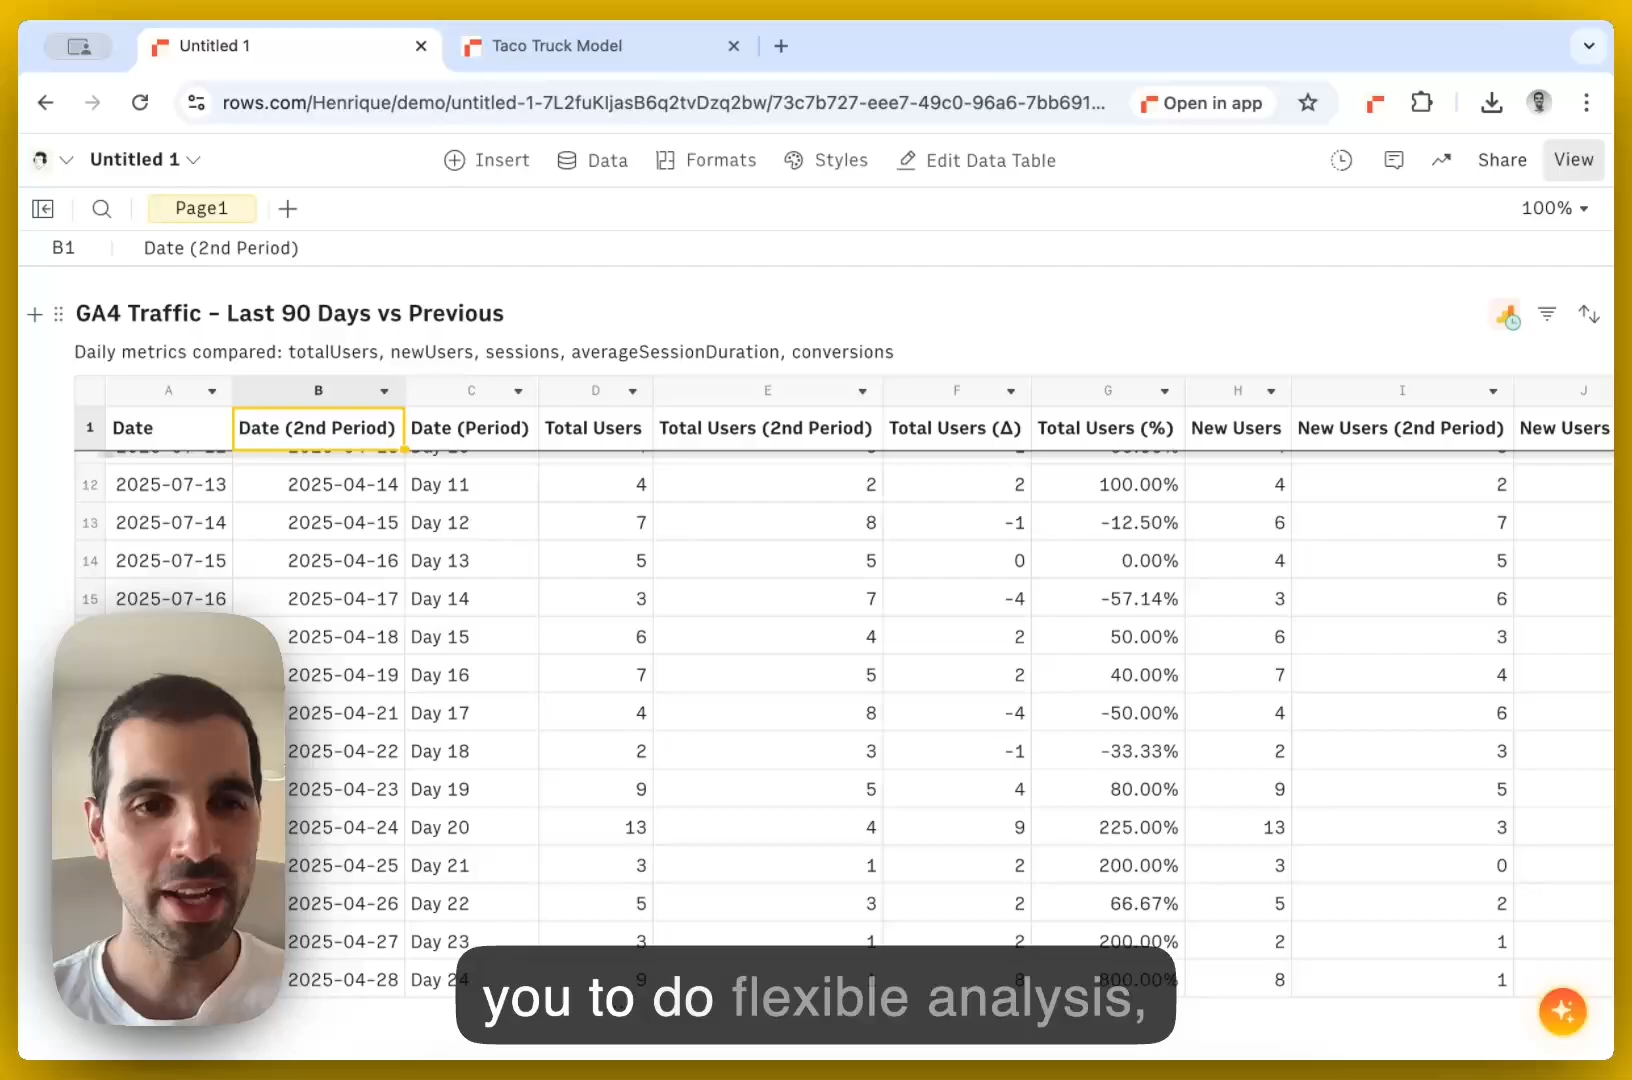 Untitled 1
Taco Truck Model
rows.com/Henrique/demo/untitled-1-7L2fuKIjasB6q2tvDzq2bw/73c7b727-eee7-49c0-96a6-7bb691...
Open in app
Untitled 1
Insert
Data
Formats
Styles
Edit Data Table
Share
View
Page1
100%
B1
Date (2nd Period)
GA4 Traffic – Last 90 Days vs Previous
Daily metrics compared: totalUsers, newUsers, sessions, averageSessionDuration, conversions
A B C D E F G H I J
1 Date Date (2nd Period) Date (Period) Total Users Total Users (2nd Period) Total Users (Δ) Total Users (%) New Users New Users (2nd Period) New Users
12 2025-07-13 2025-04-14 Day 11 4 2 2 100.00% 4 2
13 2025-07-14 2025-04-15 Day 12 7 8 -1 -12.50% 6 7
14 2025-07-15 2025-04-16 Day 13 5 5 0 0.00% 4 5
15 2025-07-16 2025-04-17 Day 14 3 7 -4 -57.14% 3 6
2025-04-18 Day 15 6 4 2 50.00% 6 3
2025-04-19 Day 16 7 5 2 40.00% 7 4
2025-04-21 Day 17 4 8 -4 -50.00% 4 6
2025-04-22 Day 18 2 3 -1 -33.33% 2 3
2025-04-23 Day 19 9 5 4 80.00% 9 5
2025-04-24 Day 20 13 4 9 225.00% 13 3
2025-04-25 Day 21 3 1 2 200.00% 3 0
2025-04-26 Day 22 5 3 2 66.67% 5 2
2025-04-27 Day 23 3 1 2 200.00% 2 1
2025-04-28 Day 24 9 1 8 800.00% 8 1
you to do flexible analysis,